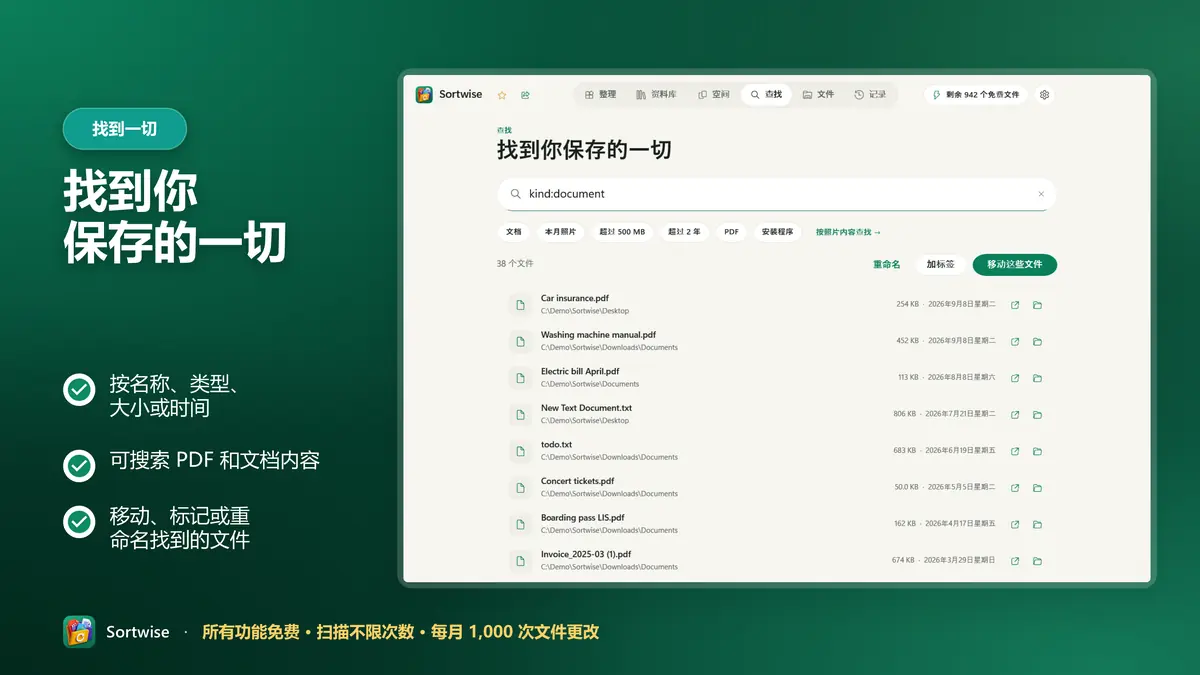 找到一切
找到你
保存的一切
按名称、类型、
大小或时间
可搜索 PDF 和文档内容
移动、标记或重
命名找到的文件
Sortwise · 所有功能免费 • 扫描不限次数 • 每月 1,000 次文件更改
Sortwise 整理 资料库 空间 查找 文件 记录 剩余 942 个免费文件
查找
找到你保存的一切
kind:document
文档 本月照片 超过 500 MB 超过 2 年 PDF 安装程序 按照片内容查找 →
38 个文件 重命名 加标签 移动这些文件
Car insurance.pdf
C:\Demo\Sortwise\Desktop
254 KB · 2026年9月8日星期二
Washing machine manual.pdf
C:\Demo\Sortwise\Downloads\Documents
452 KB · 2026年9月8日星期二
Electric bill April.pdf
C:\Demo\Sortwise\Documents
113 KB · 2026年8月8日星期六
New Text Document.txt
C:\Demo\Sortwise\Desktop
806 KB · 2026年7月21日星期二
todo.txt
C:\Demo\Sortwise\Downloads\Documents
683 KB · 2026年6月19日星期五
Concert tickets.pdf
C:\Demo\Sortwise\Downloads\Documents
50.0 KB · 2026年5月5日星期二
Boarding pass LIS.pdf
C:\Demo\Sortwise\Downloads\Documents
162 KB · 2026年4月17日星期五
Invoice_2025-03 (1).pdf
C:\Demo\Sortwise\Downloads\Documents
674 KB · 2026年3月29日星期日